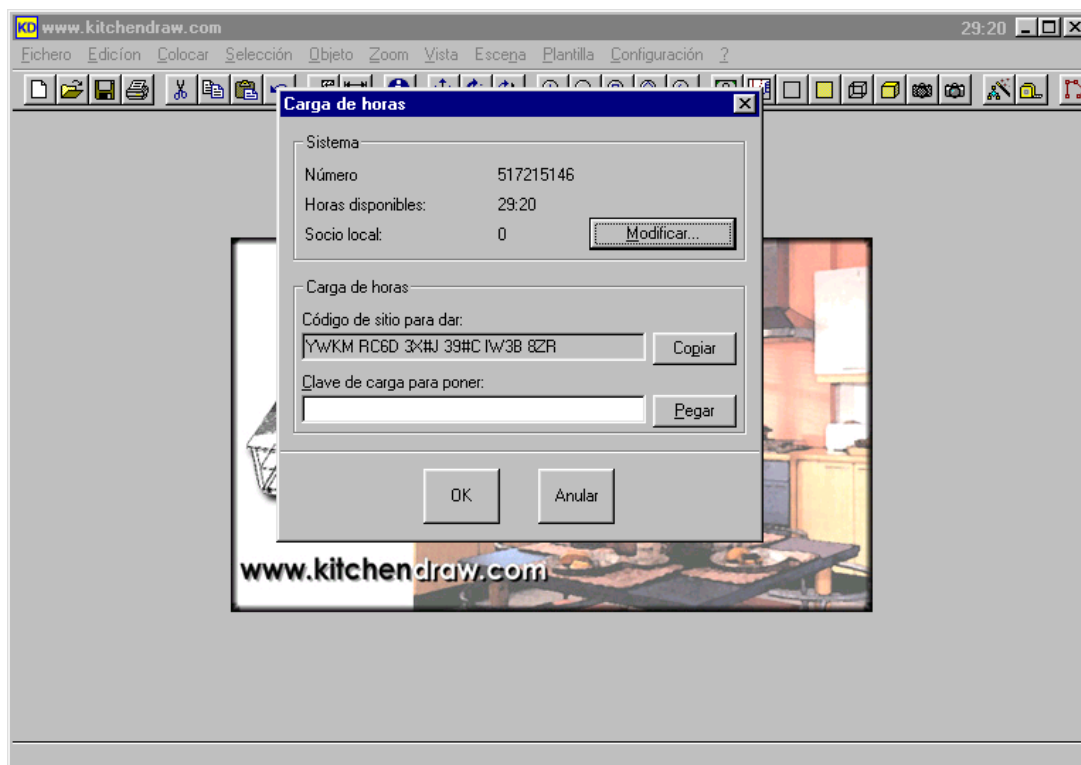 KD www.kitchendraw.com 29:20
Fichero Edicíon Colocar Selección Objeto Zoom Vista Escena Plantilla Configuración ?
Carga de horas
Sistema
Número 517215146
Horas disponibles: 29:20
Socio local: 0 Modificar...
Carga de horas
Código de sitio para dar:
YWKM RC6D 3X#J 39#C IW3B 8ZR Copiar
Clave de carga para poner:
Pegar
OK Anular
www.kitchendraw.com